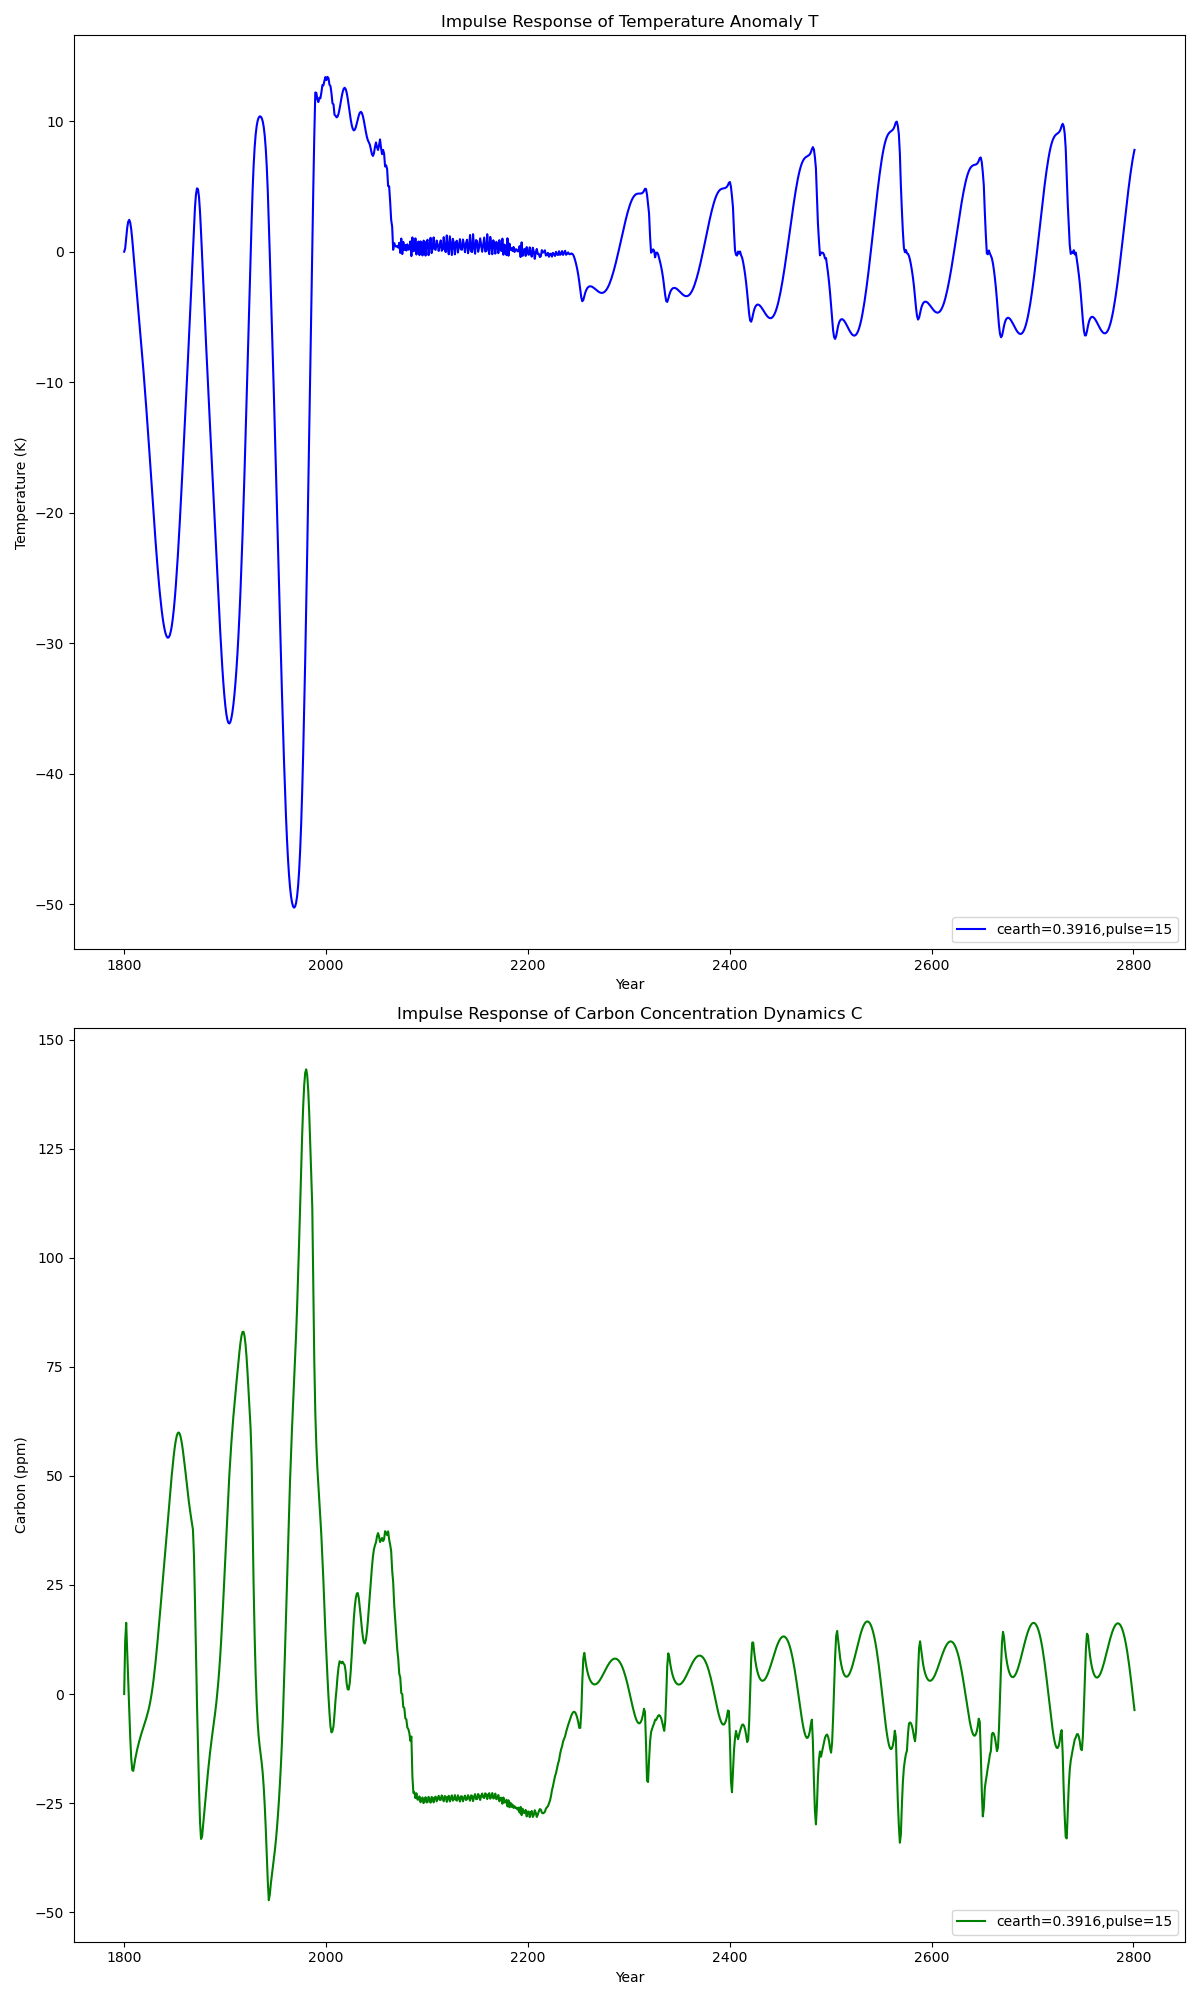 Impulse Response of Temperature Anomaly T
10
0
−10
−20
−30
−40
−50
Temperature (K)
cearth=0.3916,pulse=15
1800 2000 2200 2400 2600 2800
Year
Impulse Response of Carbon Concentration Dynamics C
150
125
100
75
50
25
0
−25
−50
Carbon (ppm)
cearth=0.3916,pulse=15
1800 2000 2200 2400 2600 2800
Year